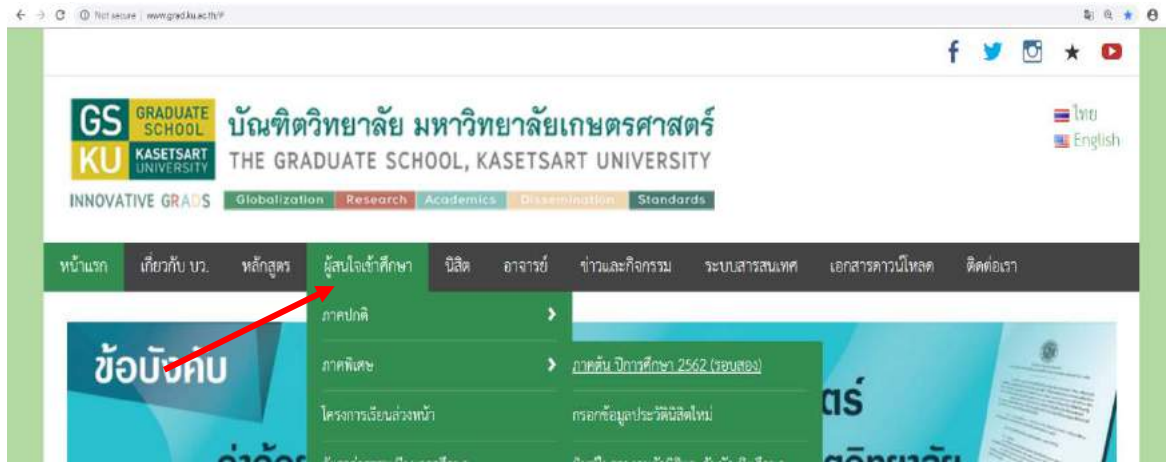 Not secure | www.grad.ku.ac.th/#
GS GRADUATE SCHOOL
KU KASETSART UNIVERSITY
บัณฑิตวิทยาลัย มหาวิทยาลัยเกษตรศาสตร์
THE GRADUATE SCHOOL, KASETSART UNIVERSITY
ไทย
English
INNOVATIVE GRADS Globalization Research Academics Dissemination Standards
หน้าแรก เกี่ยวกับ บว. หลักสูตร ผู้สนใจเข้าศึกษา นิสิต อาจารย์ ข่าวและกิจกรรม ระบบสารสนเทศ เอกสารดาวน์โหลด ติดต่อเรา
ภาคปกติ
ข้อบังคับ
ภาคพิเศษ ภาคต้น ปีการศึกษา 2562 (รอบสอง)
โครงการเรียนล่วงหน้า กรอกข้อมูลประวัตินิสิตใหม่